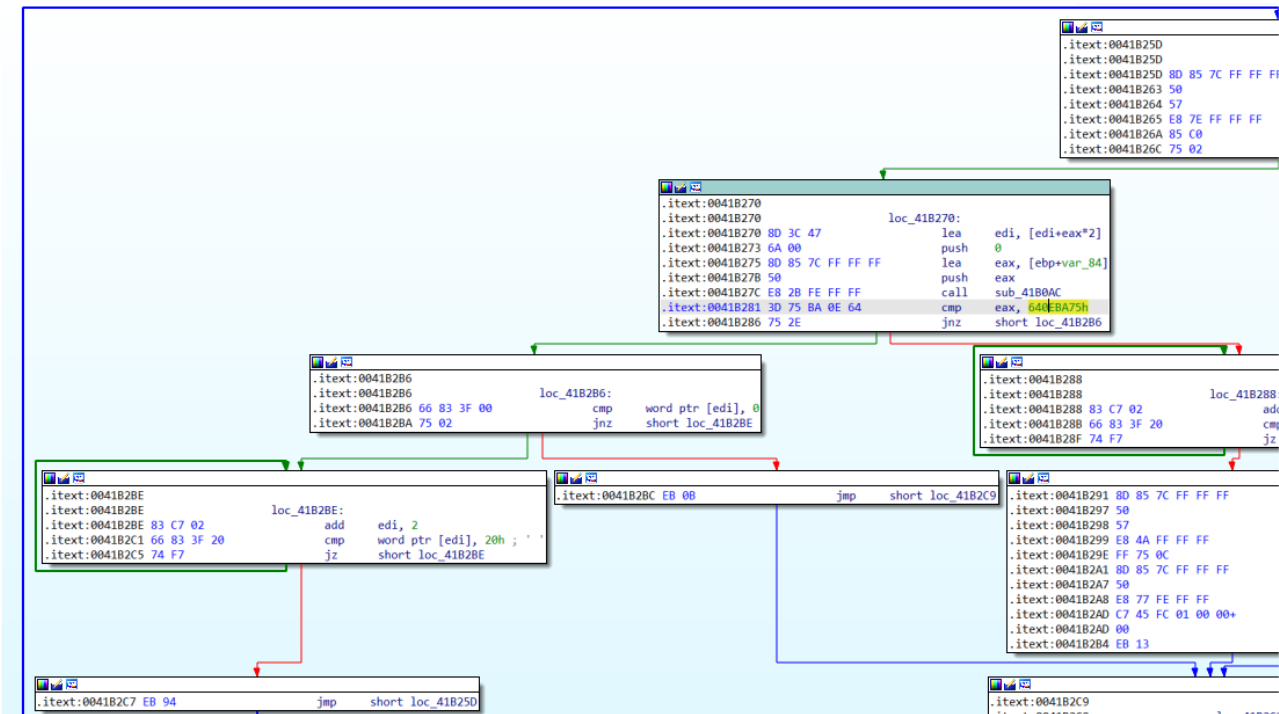 .itext:0041B25D
.itext:0041B25D
.itext:0041B25D 8D 85 7C FF FF FF
.itext:0041B263 50
.itext:0041B264 57
.itext:0041B265 E8 7E FF FF FF
.itext:0041B26A 85 C0
.itext:0041B26C 75 02
.itext:0041B270
.itext:0041B270 loc_41B270:
.itext:0041B270 8D 3C 47 lea edi, [edi+eax*2]
.itext:0041B273 6A 00 push 0
.itext:0041B275 8D 85 7C FF FF FF lea eax, [ebp+var_84]
.itext:0041B27B 50 push eax
.itext:0041B27C E8 2B FE FF FF call sub_41B0AC
.itext:0041B281 3D 75 BA 0E 64 cmp eax, 640EBA75h
.itext:0041B286 75 2E jnz short loc_41B2B6
.itext:0041B2B6
.itext:0041B2B6 loc_41B2B6:
.itext:0041B2B6 66 83 3F 00 cmp word ptr [edi], 0
.itext:0041B2BA 75 02 jnz short loc_41B2BE
.itext:0041B288
.itext:0041B288 loc_41B288:
.itext:0041B288 83 C7 02 add
.itext:0041B28B 66 83 3F 20 cmp
.itext:0041B28F 74 F7 jz
.itext:0041B2BE
.itext:0041B2BE loc_41B2BE:
.itext:0041B2BE 83 C7 02 add edi, 2
.itext:0041B2C1 66 83 3F 20 cmp word ptr [edi], 20h ; ' '
.itext:0041B2C5 74 F7 jz short loc_41B2BE
.itext:0041B2BC EB 0B jmp short loc_41B2C9
.itext:0041B291 8D 85 7C FF FF FF
.itext:0041B297 50
.itext:0041B298 57
.itext:0041B299 E8 4A FF FF FF
.itext:0041B29E FF 75 0C
.itext:0041B2A1 8D 85 7C FF FF FF
.itext:0041B2A7 50
.itext:0041B2A8 E8 77 FE FF FF
.itext:0041B2AD C7 45 FC 01 00 00+
.itext:0041B2AD 00
.itext:0041B2B4 EB 13
.itext:0041B2C7 EB 94 jmp short loc_41B25D
.itext:0041B2C9